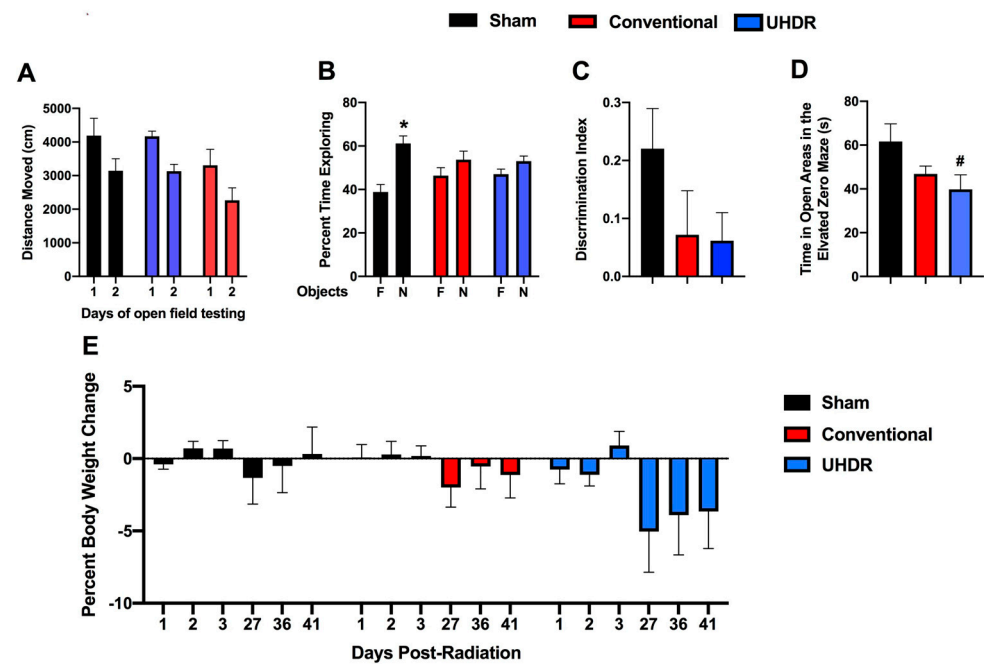 Sham Conventional UHDR
A
Distance Moved (cm)
5000
4000
3000
2000
1000
0
1 2 1 2 1 2
Days of open field testing
B
Percent Time Exploring
80
60
40
20
0
*
Objects F N F N F N
C
Discrimination Index
0.3
0.2
0.1
0.0
D
Time in Open Areas in the
Elvated Zero Maze (s)
80
60
40
20
0
#
E
Percent Body Weight Change
5
0
-5
-10
1 2 3 27 36 41 1 2 3 27 36 41 1 2 3 27 36 41
Days Post-Radiation
Sham
Conventional
UHDR